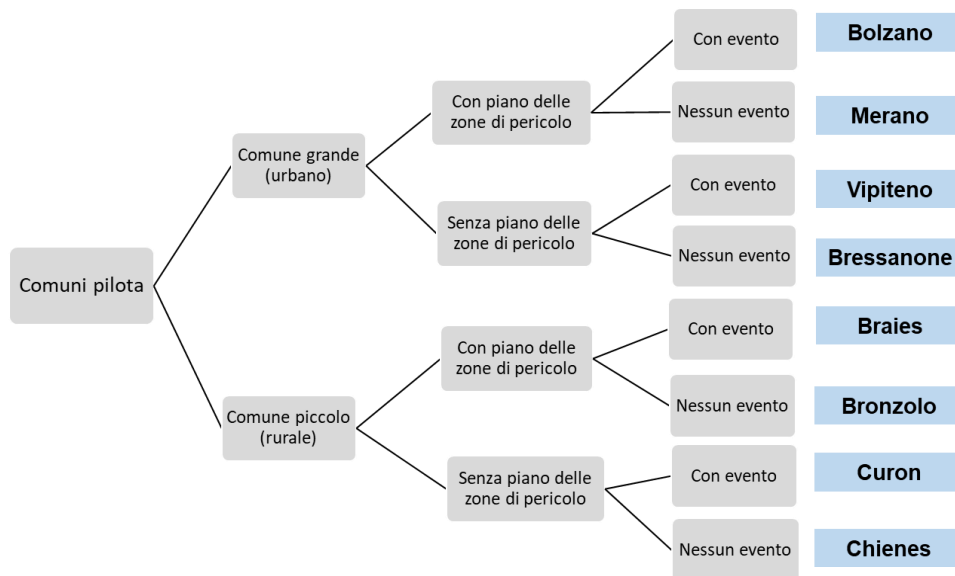 Comuni pilota
Comune grande
(urbano)
Con piano delle
zone di pericolo
Con evento
Bolzano
Nessun evento
Merano
Senza piano delle
zone di pericolo
Con evento
Vipiteno
Nessun evento
Bressanone
Comune piccolo
(rurale)
Con piano delle
zone di pericolo
Con evento
Braies
Nessun evento
Bronzolo
Senza piano delle
zone di pericolo
Con evento
Curon
Nessun evento
Chienes